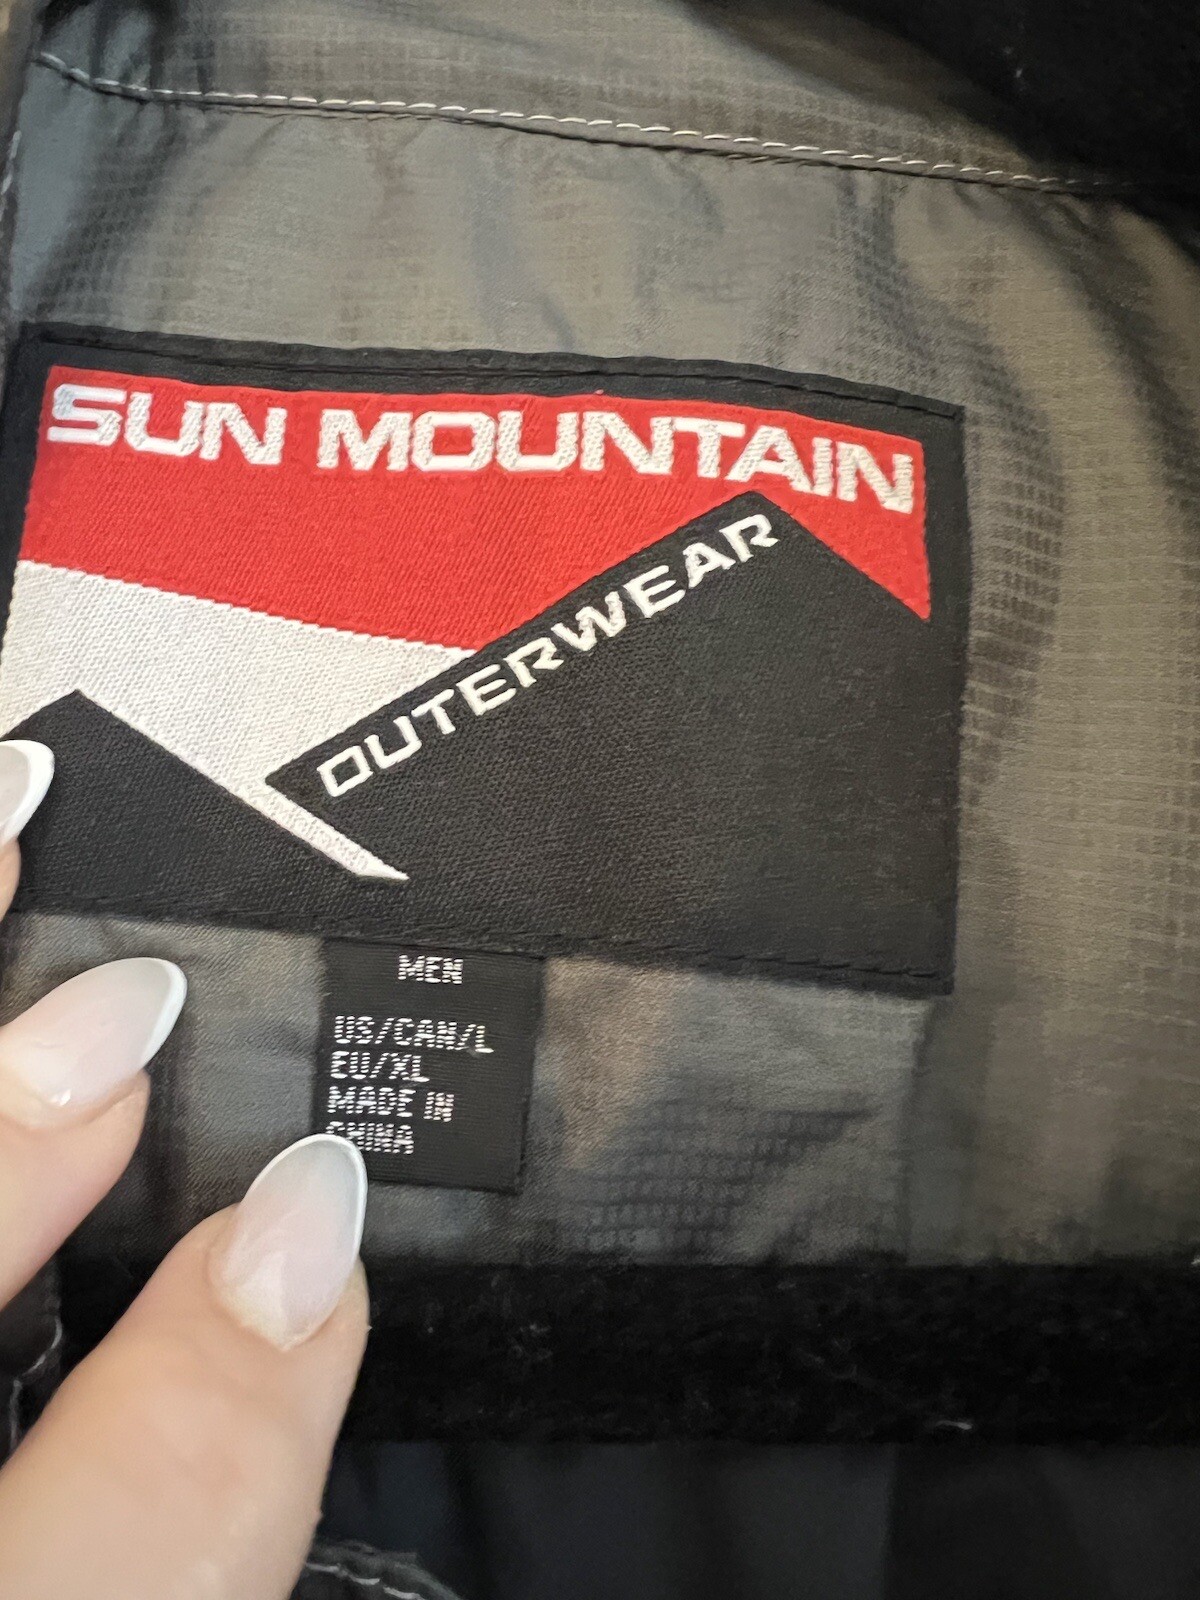 SUN MOUNTAIN
OUTERWEAR
MEN
US/CAN/L
EU/XL
MADE IN
CHINA